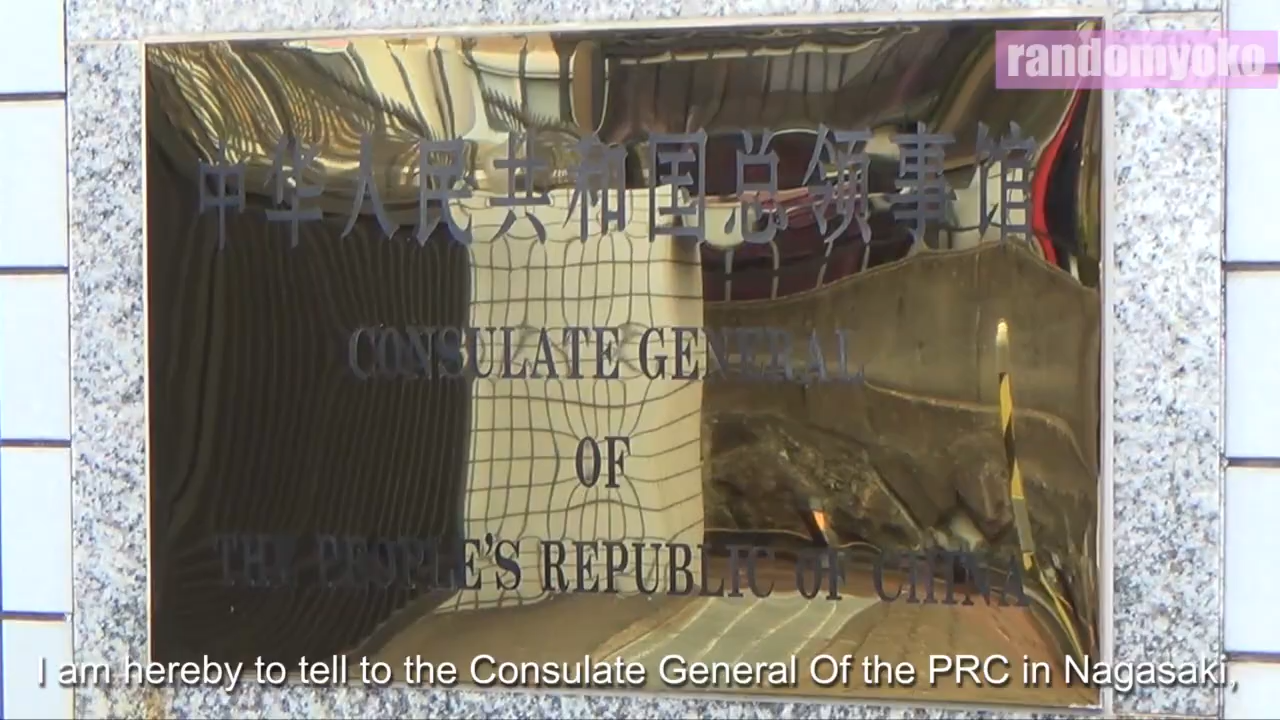 randomyoko
中华人民共和国总领事馆
CONSULATE GENERAL
OF
THE PEOPLE'S REPUBLIC OF CHINA
I am hereby to tell to the Consulate General Of the PRC in Nagasaki,